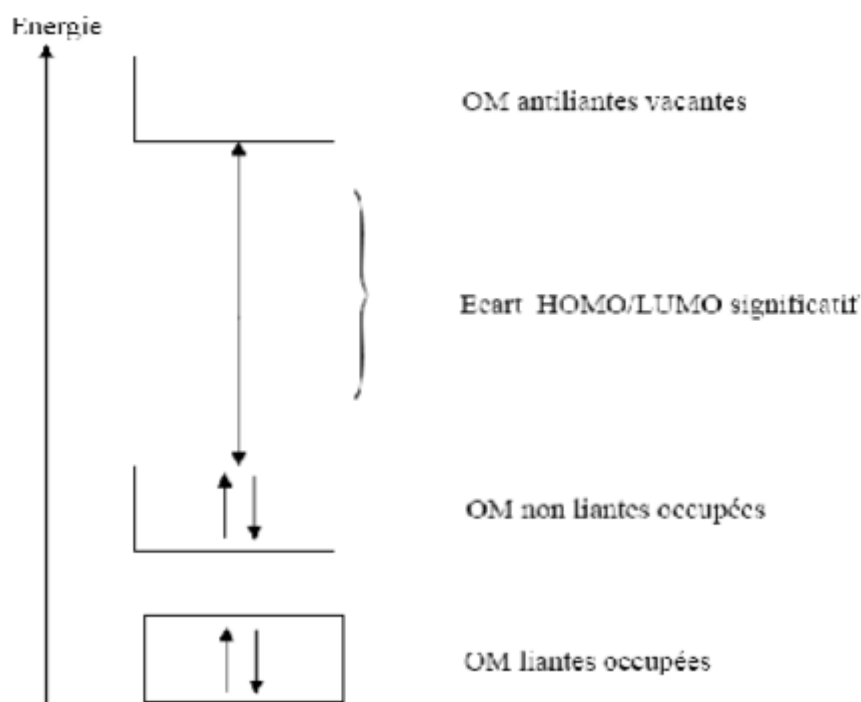 Energie
OM antiliantes vacantes
Ecart HOMO/LUMO significatif
OM non liantes occupées
OM liantes occupées